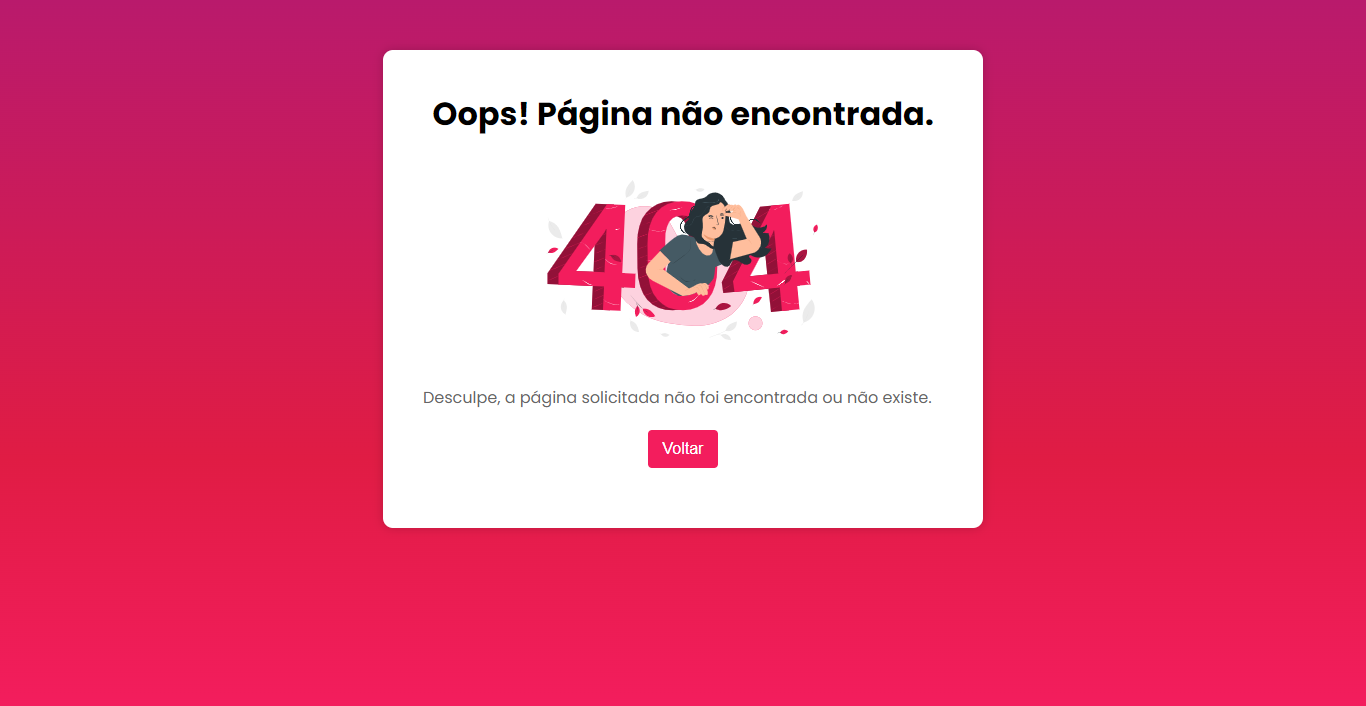 Oops! Página não encontrada.
404
Desculpe, a página solicitada não foi encontrada ou não existe.
Voltar